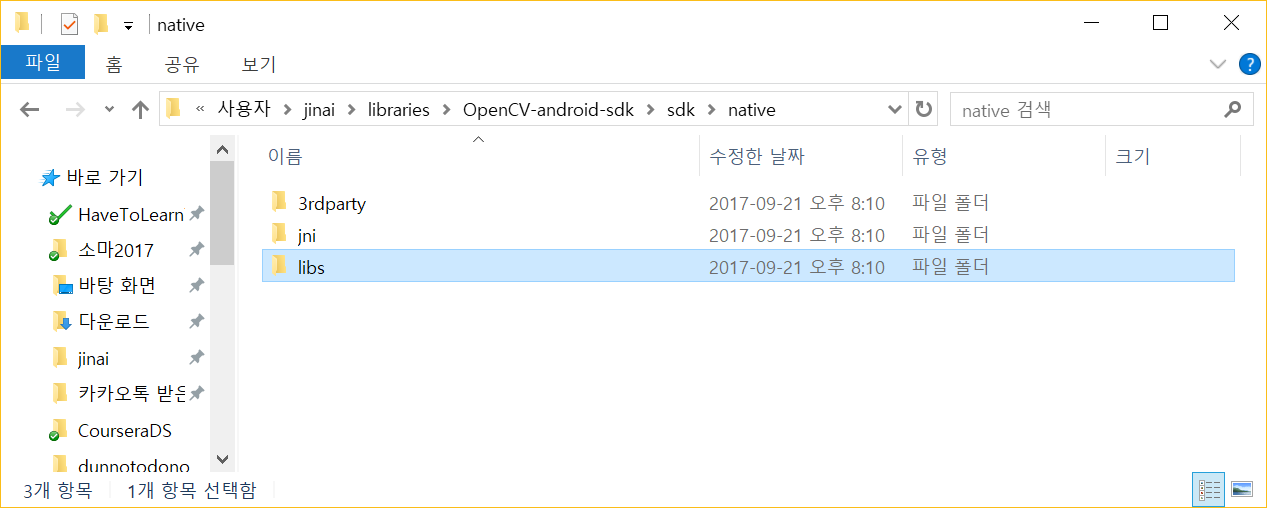 native
파일 홈 공유 보기
« 사용자 jinai libraries OpenCV-android-sdk sdk native
native 검색
이름 수정한 날짜 유형 크기
바로 가기
HaveToLearn
소마2017
바탕 화면
다운로드
jinai
카카오톡 받은
CourseraDS
dunnotodono
3rdparty 2017-09-21 오후 8:10 파일 폴더
jni 2017-09-21 오후 8:10 파일 폴더
libs 2017-09-21 오후 8:10 파일 폴더
3개 항목 1개 항목 선택함